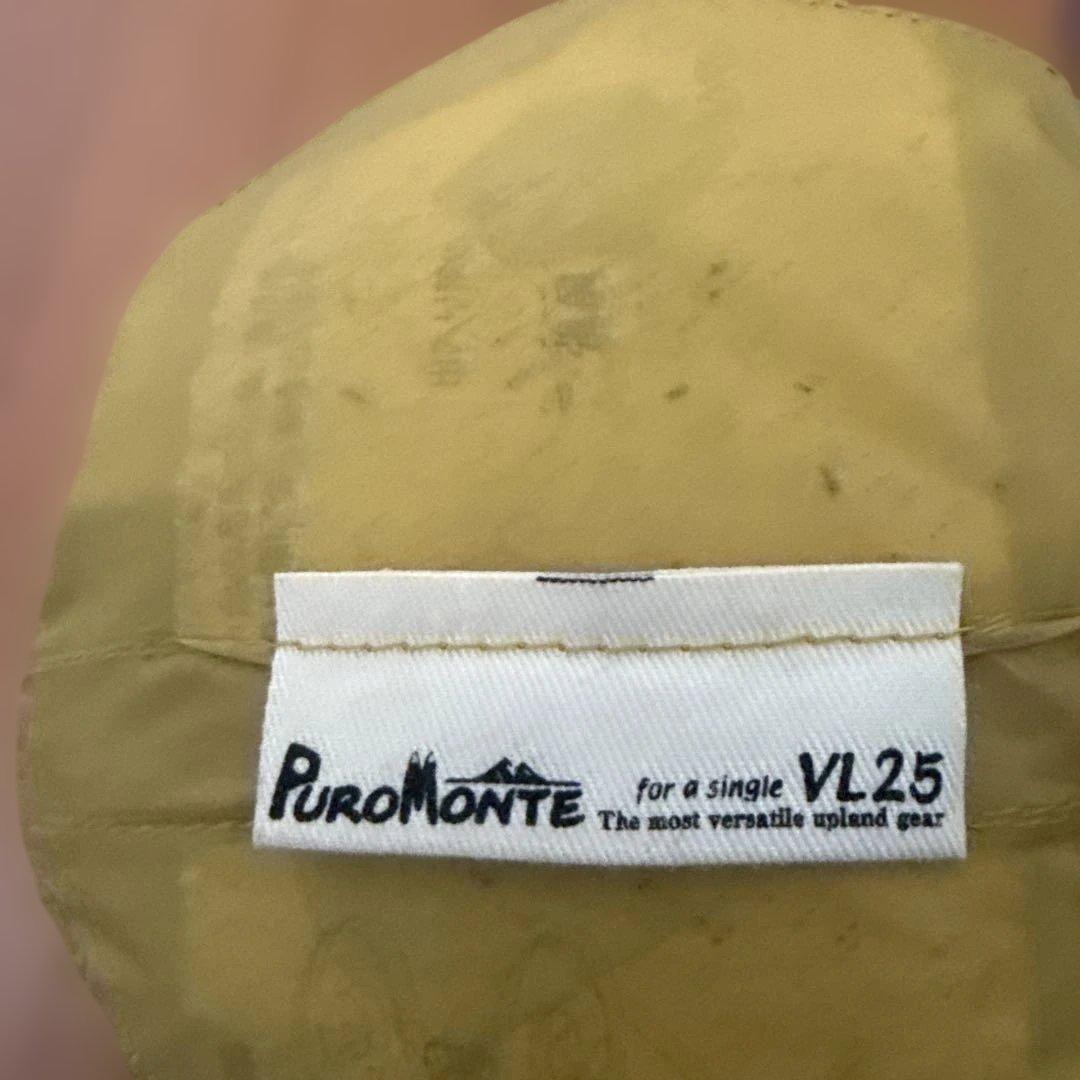 PUROMONTE for a single VL25
The most versatile upland gear